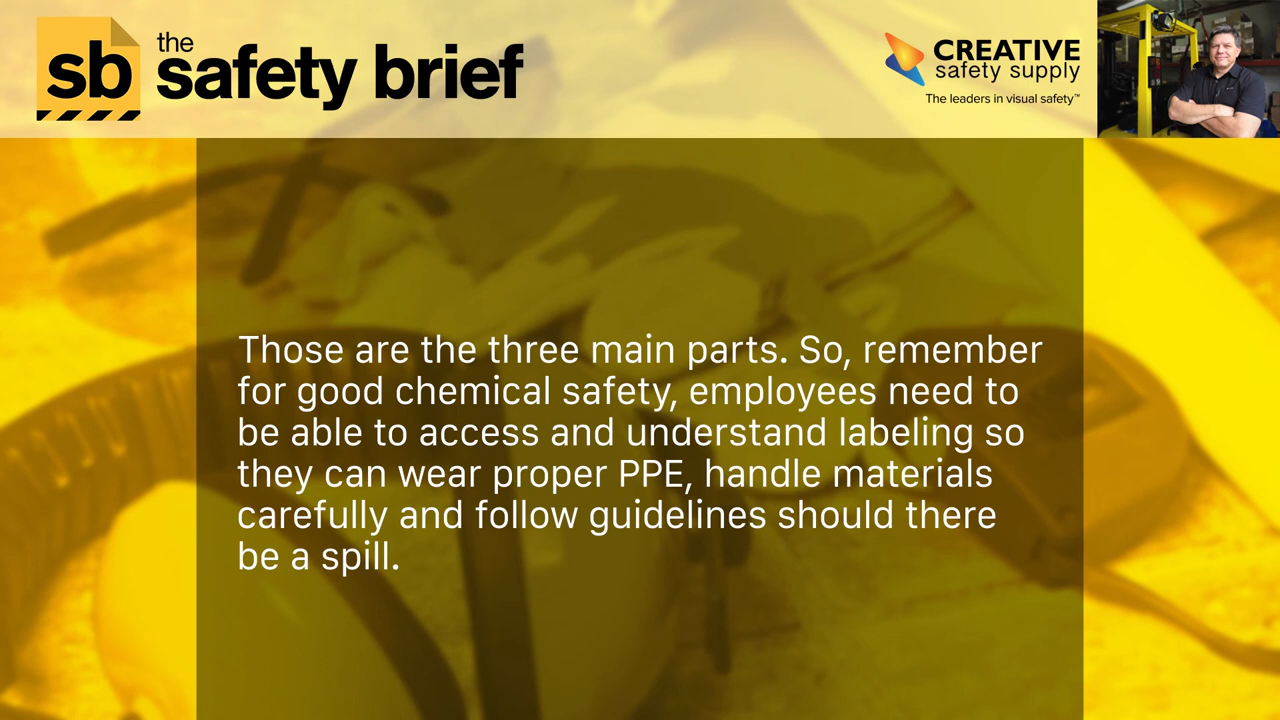 sb
the
safety brief
CREATIVE
safety supply
The leaders in visual safety™
Those are the three main parts. So, remember
for good chemical safety, employees need to
be able to access and understand labeling so
they can wear proper PPE, handle materials
carefully and follow guidelines should there
be a spill.